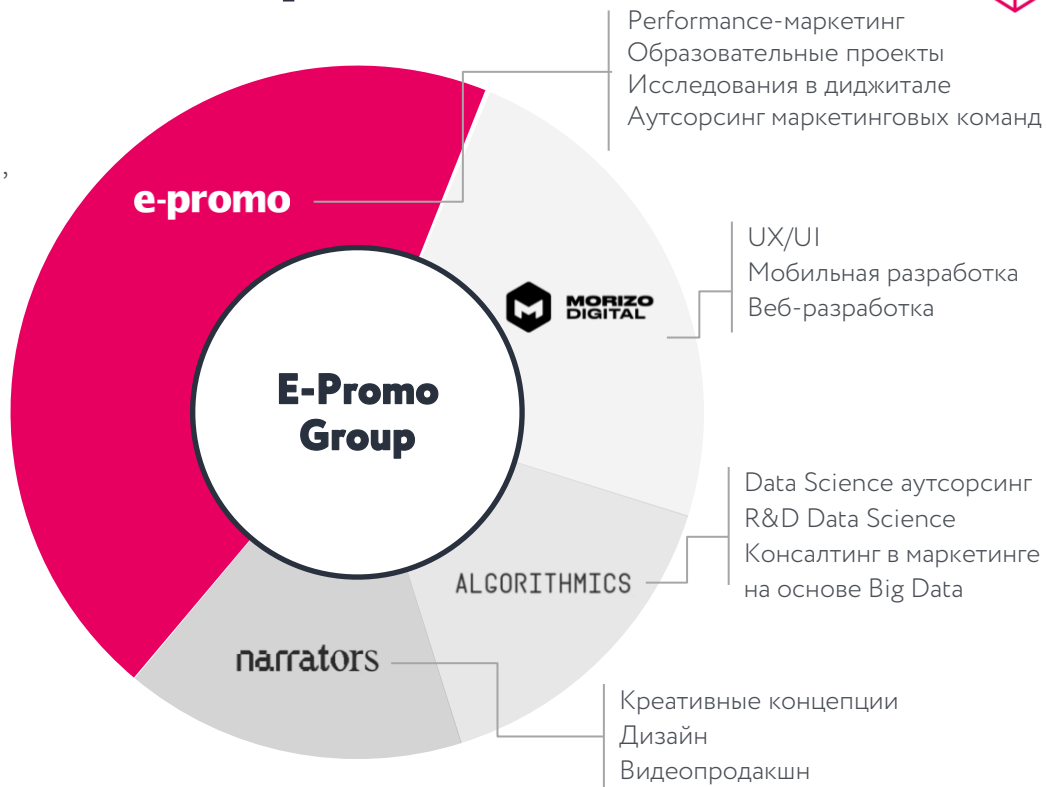 Performance-маркетинг
Образовательные проекты
Исследования в диджитале
Аутсорсинг маркетинговых команд
,
e-promo
UX/UI
Мобильная разработка
Веб-разработка
MORIZO
DIGITAL
E-Promo
Group
Data Science аутсорсинг
R&D Data Science
Консалтинг в маркетинге
на основе Big Data
ALGORITHMICS
narrators
Креативные концепции
Дизайн
Видеопродакшн